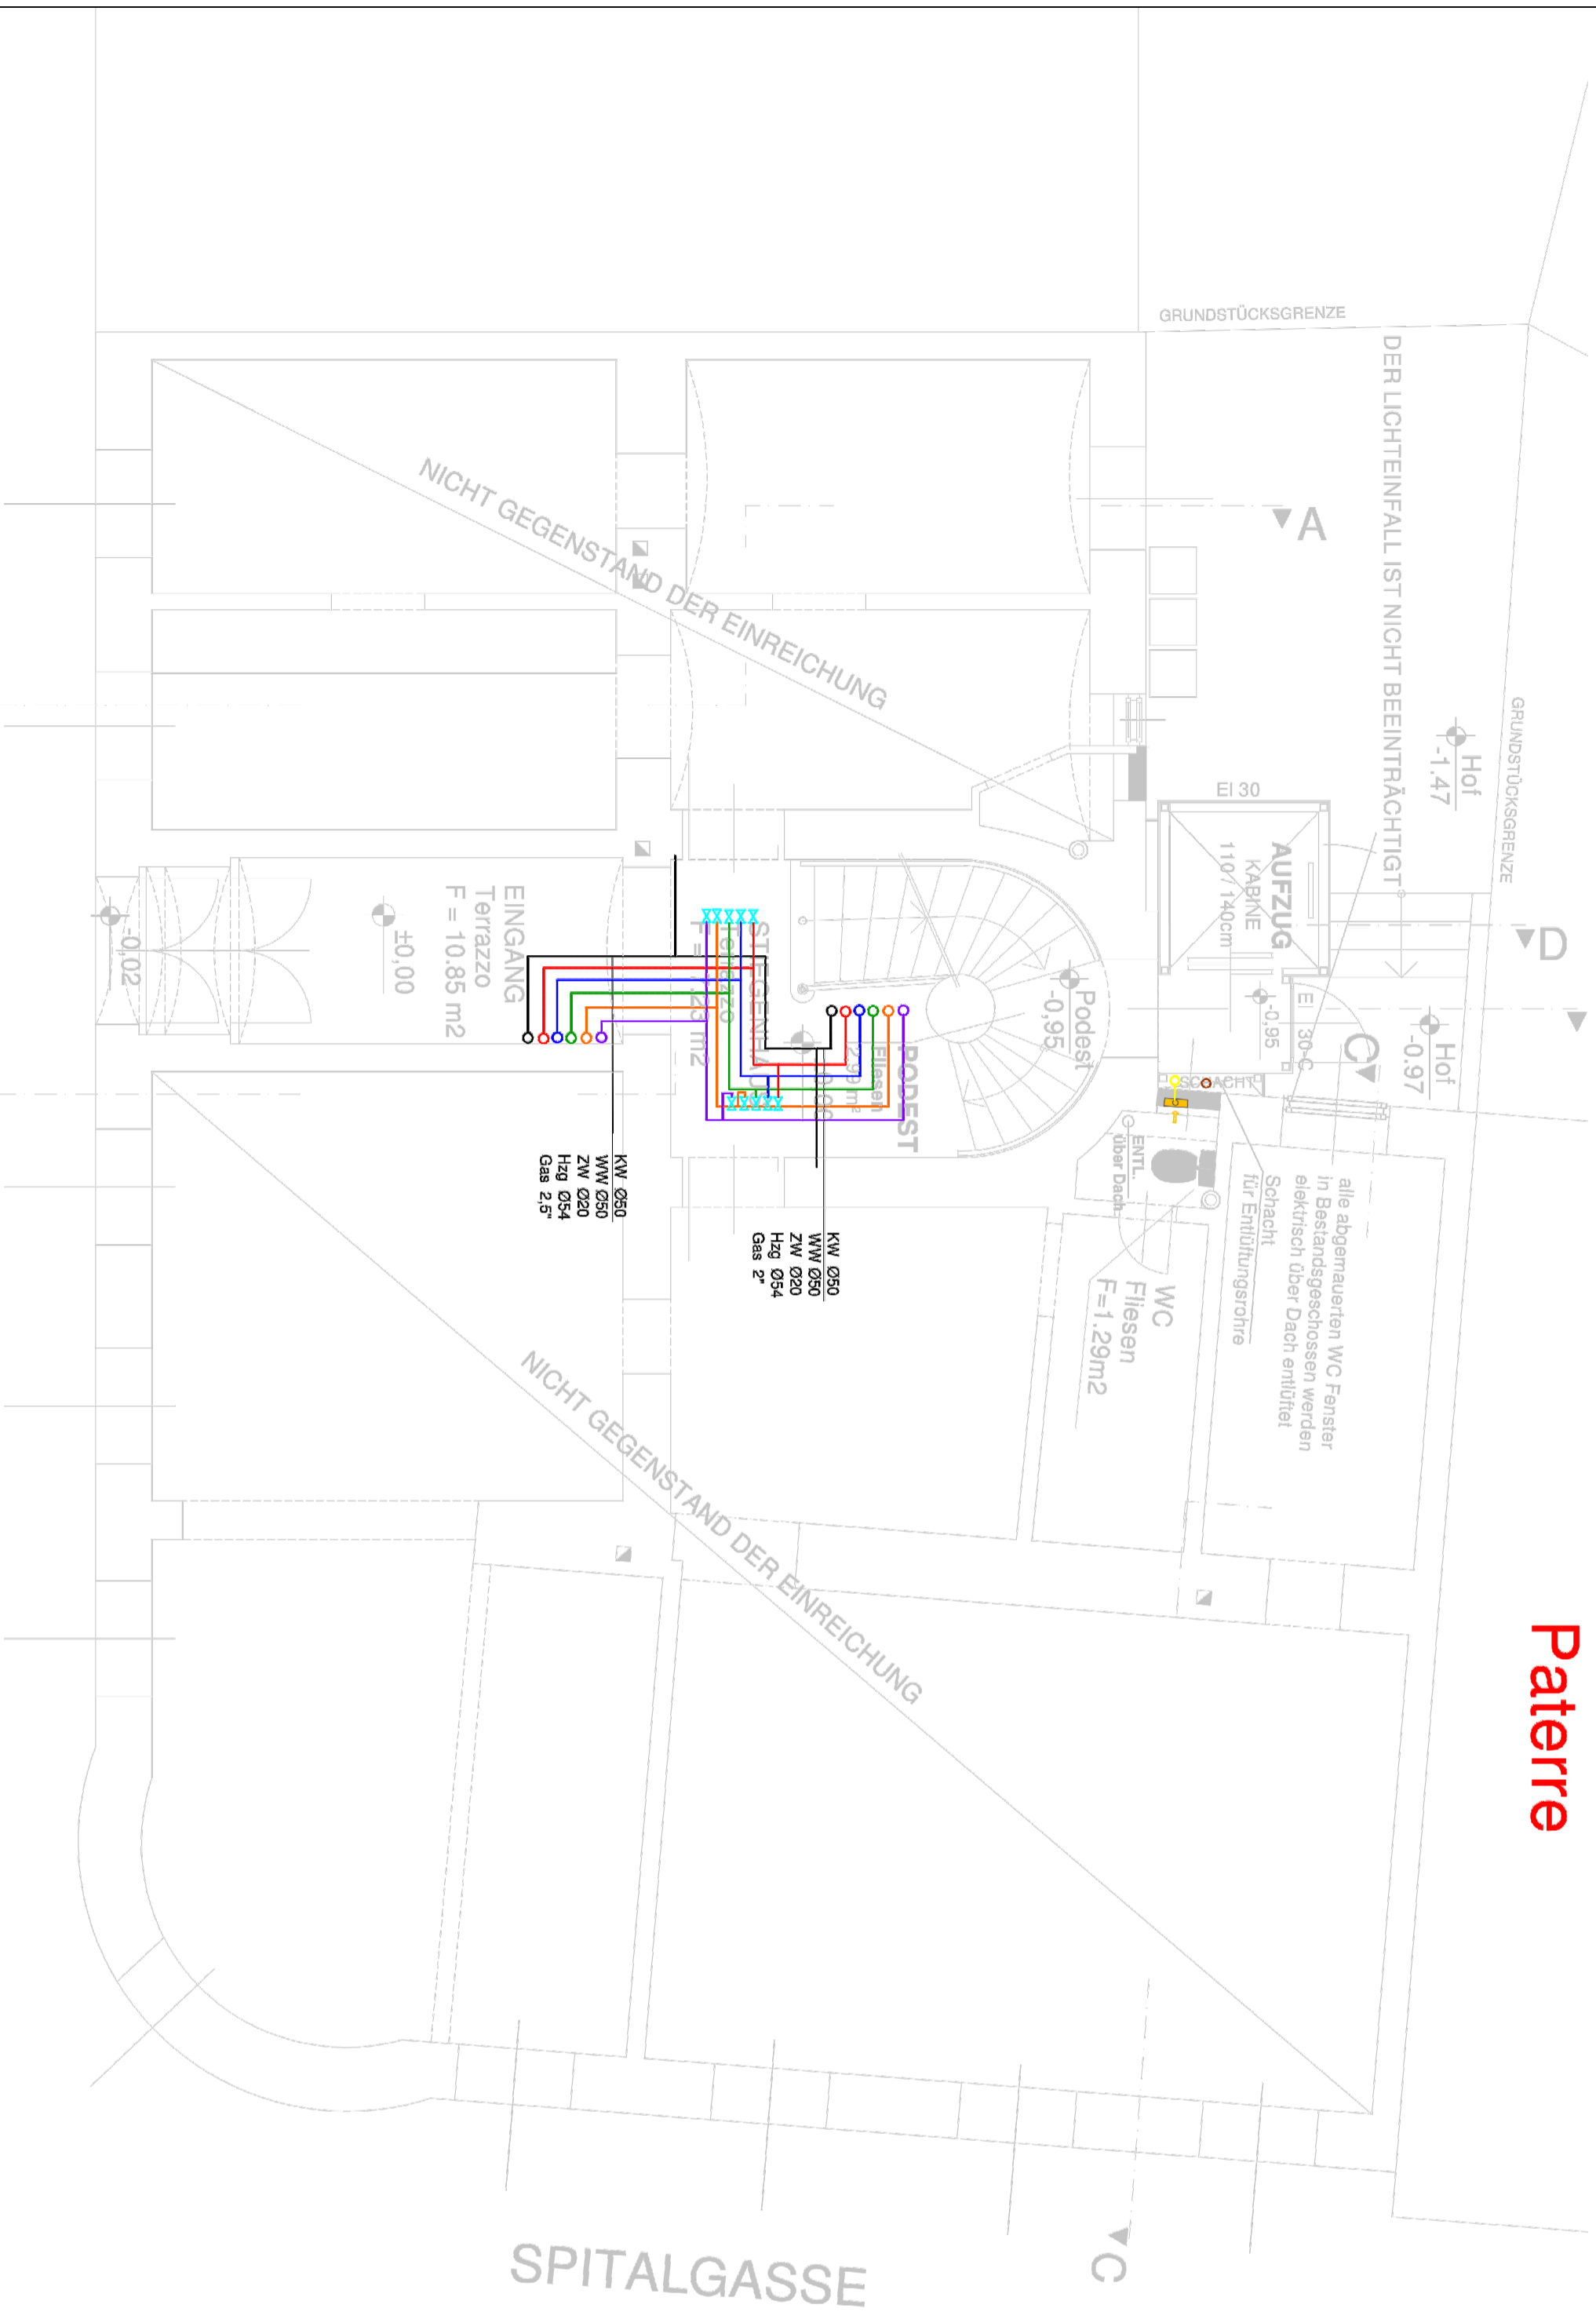 Paterre
GRUNDSTÜCKSGRENZE
GRUNDSTÜCKSGRENZE
DER LICHTEINFALL IST NICHT BEEINTRÄCHTIGT
A
D
Hof
-1.47
Hof
-0.97
EI 30
AUFZUG
KABINE
110 / 140cm
EI 30-C
-0,95
C
SCHACHT
Podest
-0,95
NICHT GEGENSTAND DER EINREICHUNG
PODEST
Fliesen
STIEGENHAUS
Terrazzo
EINGANG
Terrazzo
F = 10.85 m2
±0,00
-0,02
ENTL.
über Dach
alle abgemauerten WC Fenster
in Bestandsgeschossen werden
elektrisch über Dach entlüftet
Schacht
für Entlüftungsrohre
WC
Fliesen
F=1.29m2
KW Ø50
WW Ø50
ZW Ø20
Hzg Ø54
Gas 2"
KW Ø50
WW Ø50
ZW Ø20
Hzg Ø54
Gas 2,5"
NICHT GEGENSTAND DER EINREICHUNG
C
SPITALGASSE